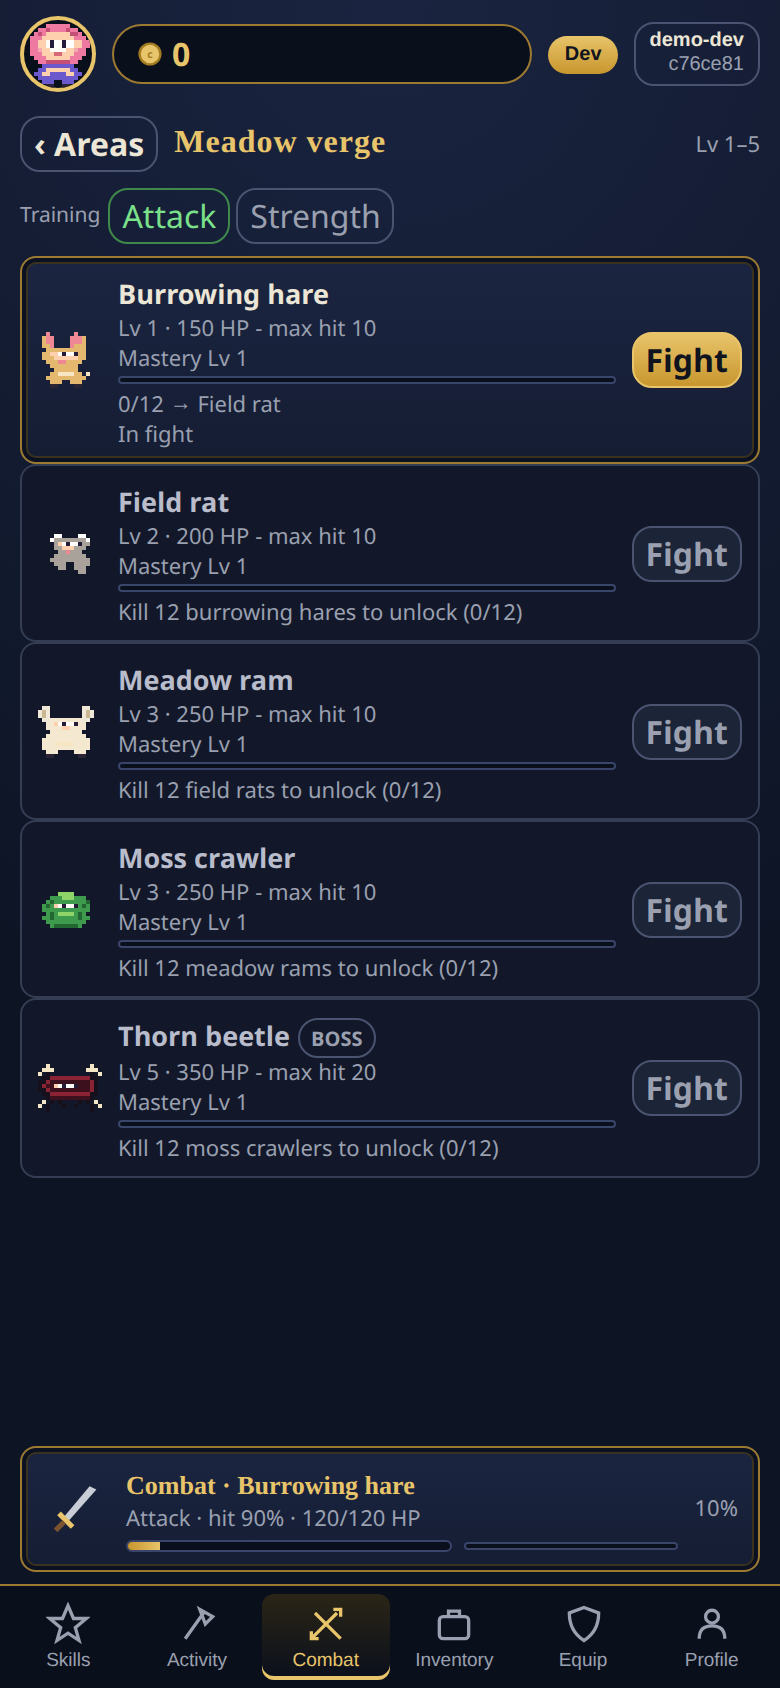 0
Dev
demo-dev
c76ce81
‹ Areas
Meadow verge
Lv 1–5
Training
Attack
Strength
Burrowing hare
Lv 1 · 150 HP - max hit 10
Mastery Lv 1
0/12 → Field rat
In fight
Fight
Field rat
Lv 2 · 200 HP - max hit 10
Mastery Lv 1
Kill 12 burrowing hares to unlock (0/12)
Fight
Meadow ram
Lv 3 · 250 HP - max hit 10
Mastery Lv 1
Kill 12 field rats to unlock (0/12)
Fight
Moss crawler
Lv 3 · 250 HP - max hit 10
Mastery Lv 1
Kill 12 meadow rams to unlock (0/12)
Fight
Thorn beetle BOSS
Lv 5 · 350 HP - max hit 20
Mastery Lv 1
Kill 12 moss crawlers to unlock (0/12)
Fight
Combat · Burrowing hare
Attack · hit 90% · 120/120 HP
10%
Skills
Activity
Combat
Inventory
Equip
Profile